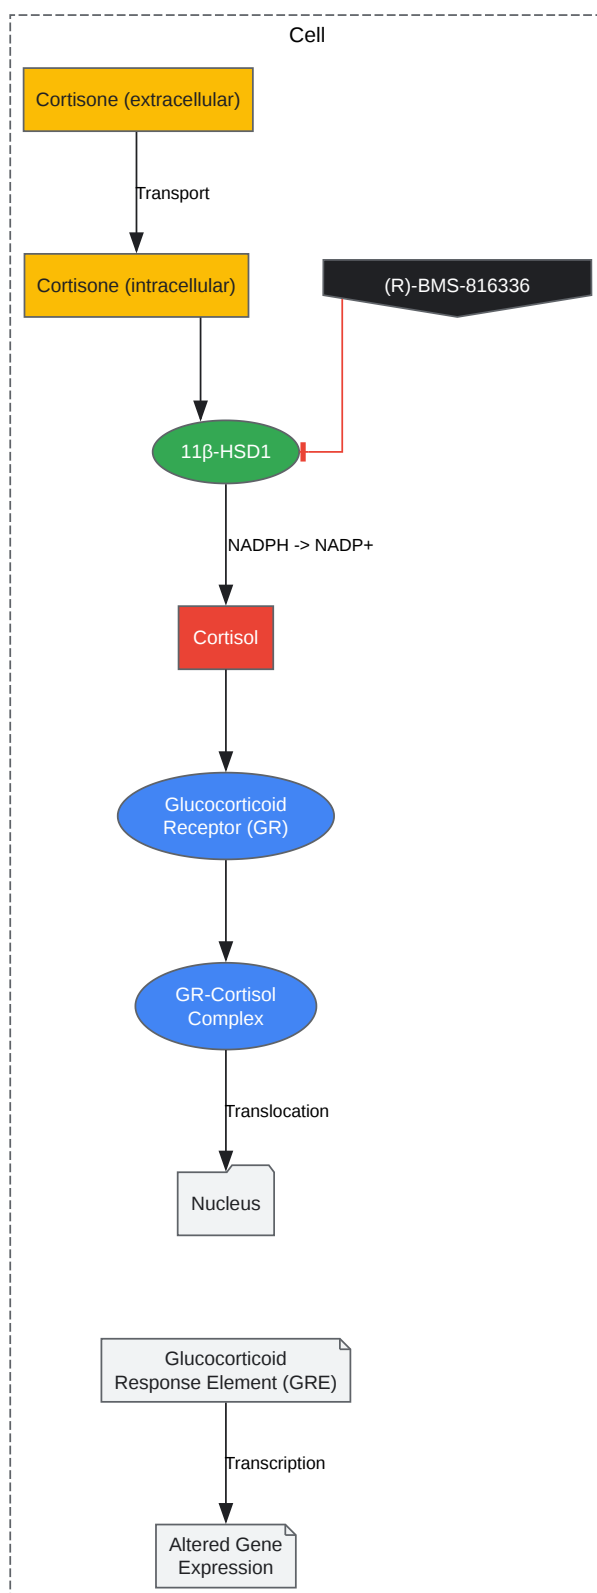 Cell
Cortisone (extracellular)
Transport
Cortisone (intracellular)
(R)-BMS-816336
11β-HSD1
NADPH -> NADP+
Cortisol
Glucocorticoid
Receptor (GR)
GR-Cortisol
Complex
Translocation
Nucleus
Glucocorticoid
Response Element (GRE)
Transcription
Altered Gene
Expression